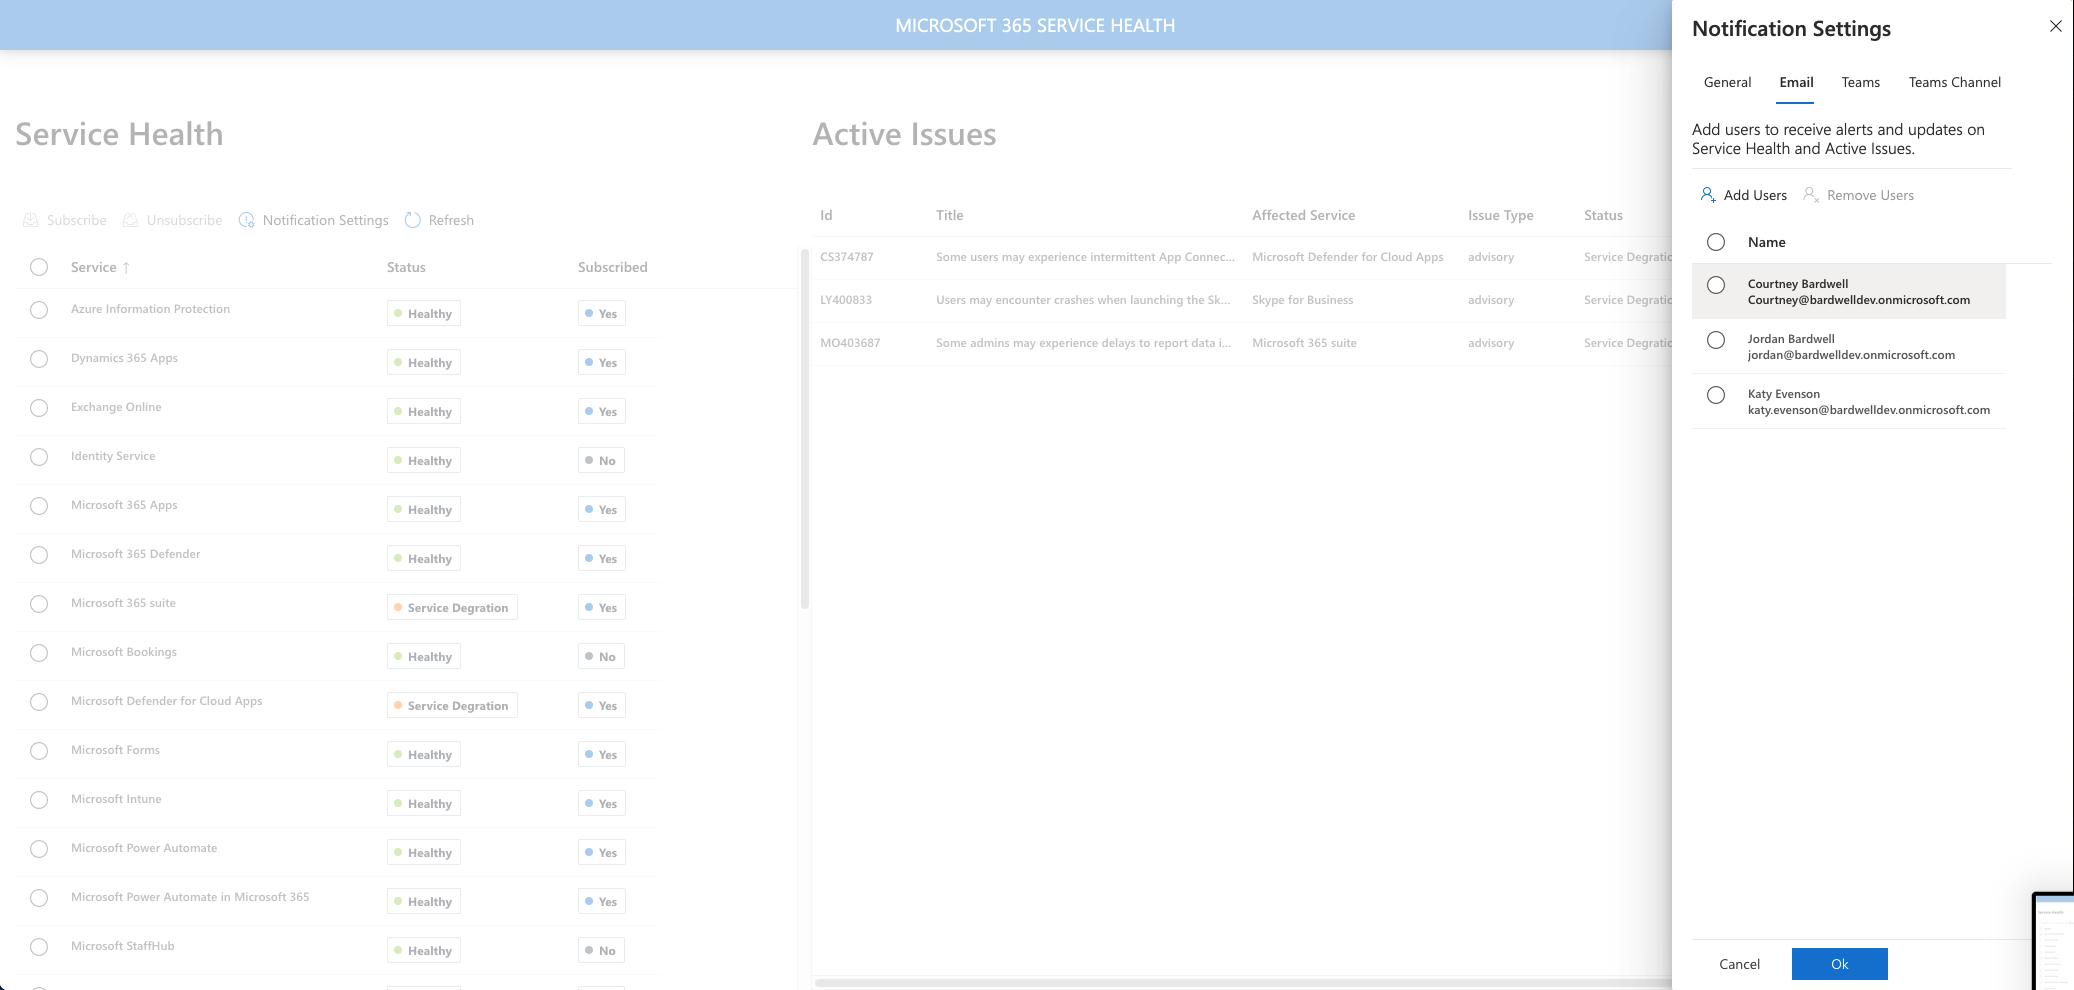 MICROSOFT 365 SERVICE HEALTH
Service Health
Subscribe Unsubscribe Notification Settings Refresh
Service ↑ Status Subscribed
Azure Information Protection Healthy Yes
Dynamics 365 Apps Healthy Yes
Exchange Online Healthy Yes
Identity Service Healthy No
Microsoft 365 Apps Healthy Yes
Microsoft 365 Defender Healthy Yes
Microsoft 365 suite Service Degration Yes
Microsoft Bookings Healthy No
Microsoft Defender for Cloud Apps Service Degration Yes
Microsoft Forms Healthy Yes
Microsoft Intune Healthy Yes
Microsoft Power Automate Healthy Yes
Microsoft Power Automate in Microsoft 365 Healthy Yes
Microsoft StaffHub Healthy No
Active Issues
Id Title Affected Service Issue Type Status
CS374787 Some users may experience intermittent App Connec... Microsoft Defender for Cloud Apps advisory Service Degratic
LY400833 Users may encounter crashes when launching the Sk... Skype for Business advisory Service Degratic
MO403687 Some admins may experience delays to report data i... Microsoft 365 suite advisory Service Degratic
Notification Settings
General Email Teams Teams Channel
Add users to receive alerts and updates on
Service Health and Active Issues.
Add Users Remove Users
Name
Courtney Bardwell
Courtney@bardwelldev.onmicrosoft.com
Jordan Bardwell
jordan@bardwelldev.onmicrosoft.com
Katy Evenson
katy.evenson@bardwelldev.onmicrosoft.com
Cancel Ok